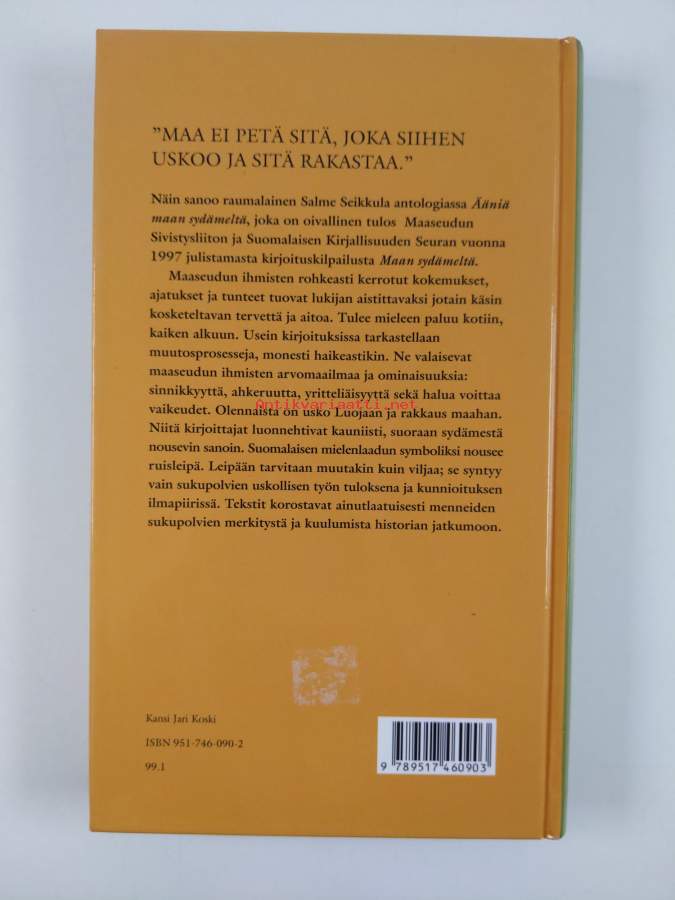 ”MAA EI PETÄ SITÄ, JOKA SIIHEN
USKOO JA SITÄ RAKASTAA.”
Näin sanoo raumalainen Salme Seikkula antologiassa Ääniä
maan sydämeltä, joka on oivallinen tulos Maaseudun
Sivistysliiton ja Suomalaisen Kirjallisuuden Seuran vuonna
1997 julistamasta kirjoituskilpailusta Maan sydämeltä.
Maaseudun ihmisten rohkeasti kerrotut kokemukset,
ajatukset ja tunteet tuovat lukijan aistittavaksi jotain käsin
kosketeltavan tervettä ja aitoa. Tulee mieleen paluu kotiin,
kaiken alkuun. Usein kirjoituksissa tarkastellaan
muutosprosesseja, monesti haikeastikin. Ne valaisevat
maaseudun ihmisten arvomaailmaa ja ominaisuuksia:
sinnikkyyttä, ahkeruutta, yritteliäisyyttä sekä halua voittaa
vaikeudet. Olennaista on usko Luojaan ja rakkaus maahan.
Antikvariaatti.net
Niitä kirjoittajat luonnehtivat kauniisti, suoraan sydämestä
nousevin sanoin. Suomalaisen mielenlaadun symboliksi nousee
ruisleipä. Leipään tarvitaan muutakin kuin viljaa; se syntyy
vain sukupolvien uskollisen työn tuloksena ja kunnioituksen
ilmapiirissä. Tekstit korostavat ainutlaatuisesti menneiden
sukupolvien merkitystä ja kuulumista historian jatkumoon.
Kansi Jari Koski
ISBN 951-746-090-2
99.1
9 789517 460903